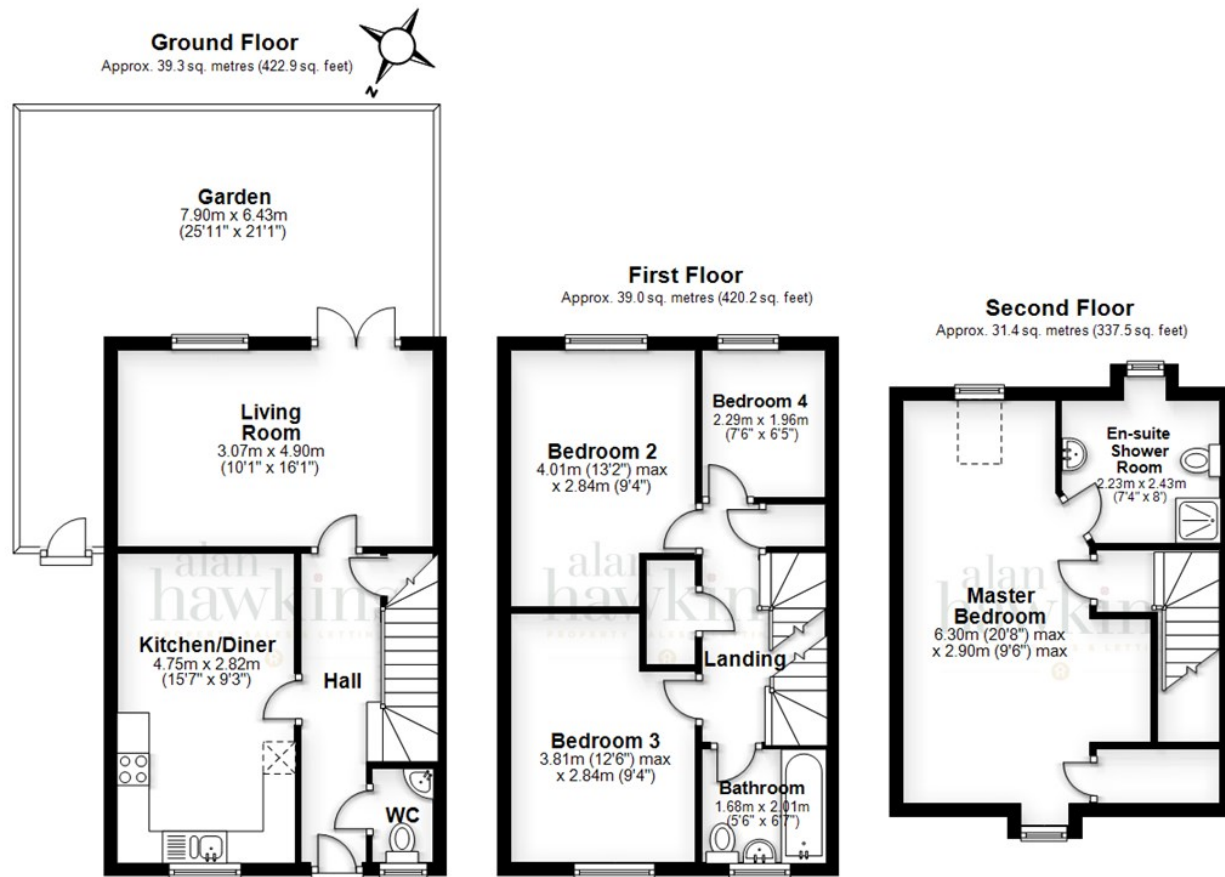 Ground Floor
Approx. 39.3 sq. metres (422.9 sq. feet)
N
Garden
7.90m x 6.43m
(25'11" x 21'1")
Living
Room
3.07m x 4.90m
(10'1" x 16'1")
Kitchen/Diner
4.75m x 2.82m
(15'7" x 9'3")
Hall
WC
alan
hawkins
First Floor
Approx. 39.0 sq. metres (420.2 sq. feet)
Bedroom 4
2.29m x 1.96m
(7'6" x 6'5")
Bedroom 2
4.01m (13'2") max
x 2.84m (9'4")
Landing
Bedroom 3
3.81m (12'6") max
x 2.84m (9'4")
Bathroom
1.68m x 2.01m
(5'6" x 6'7")
alan
hawkins
Second Floor
Approx. 31.4 sq. metres (337.5 sq. feet)
En-suite
Shower
Room
2.23m x 2.43m
(7'4" x 8')
Master
Bedroom
6.30m (20'8") max
x 2.90m (9'6") max
alan
hawkins